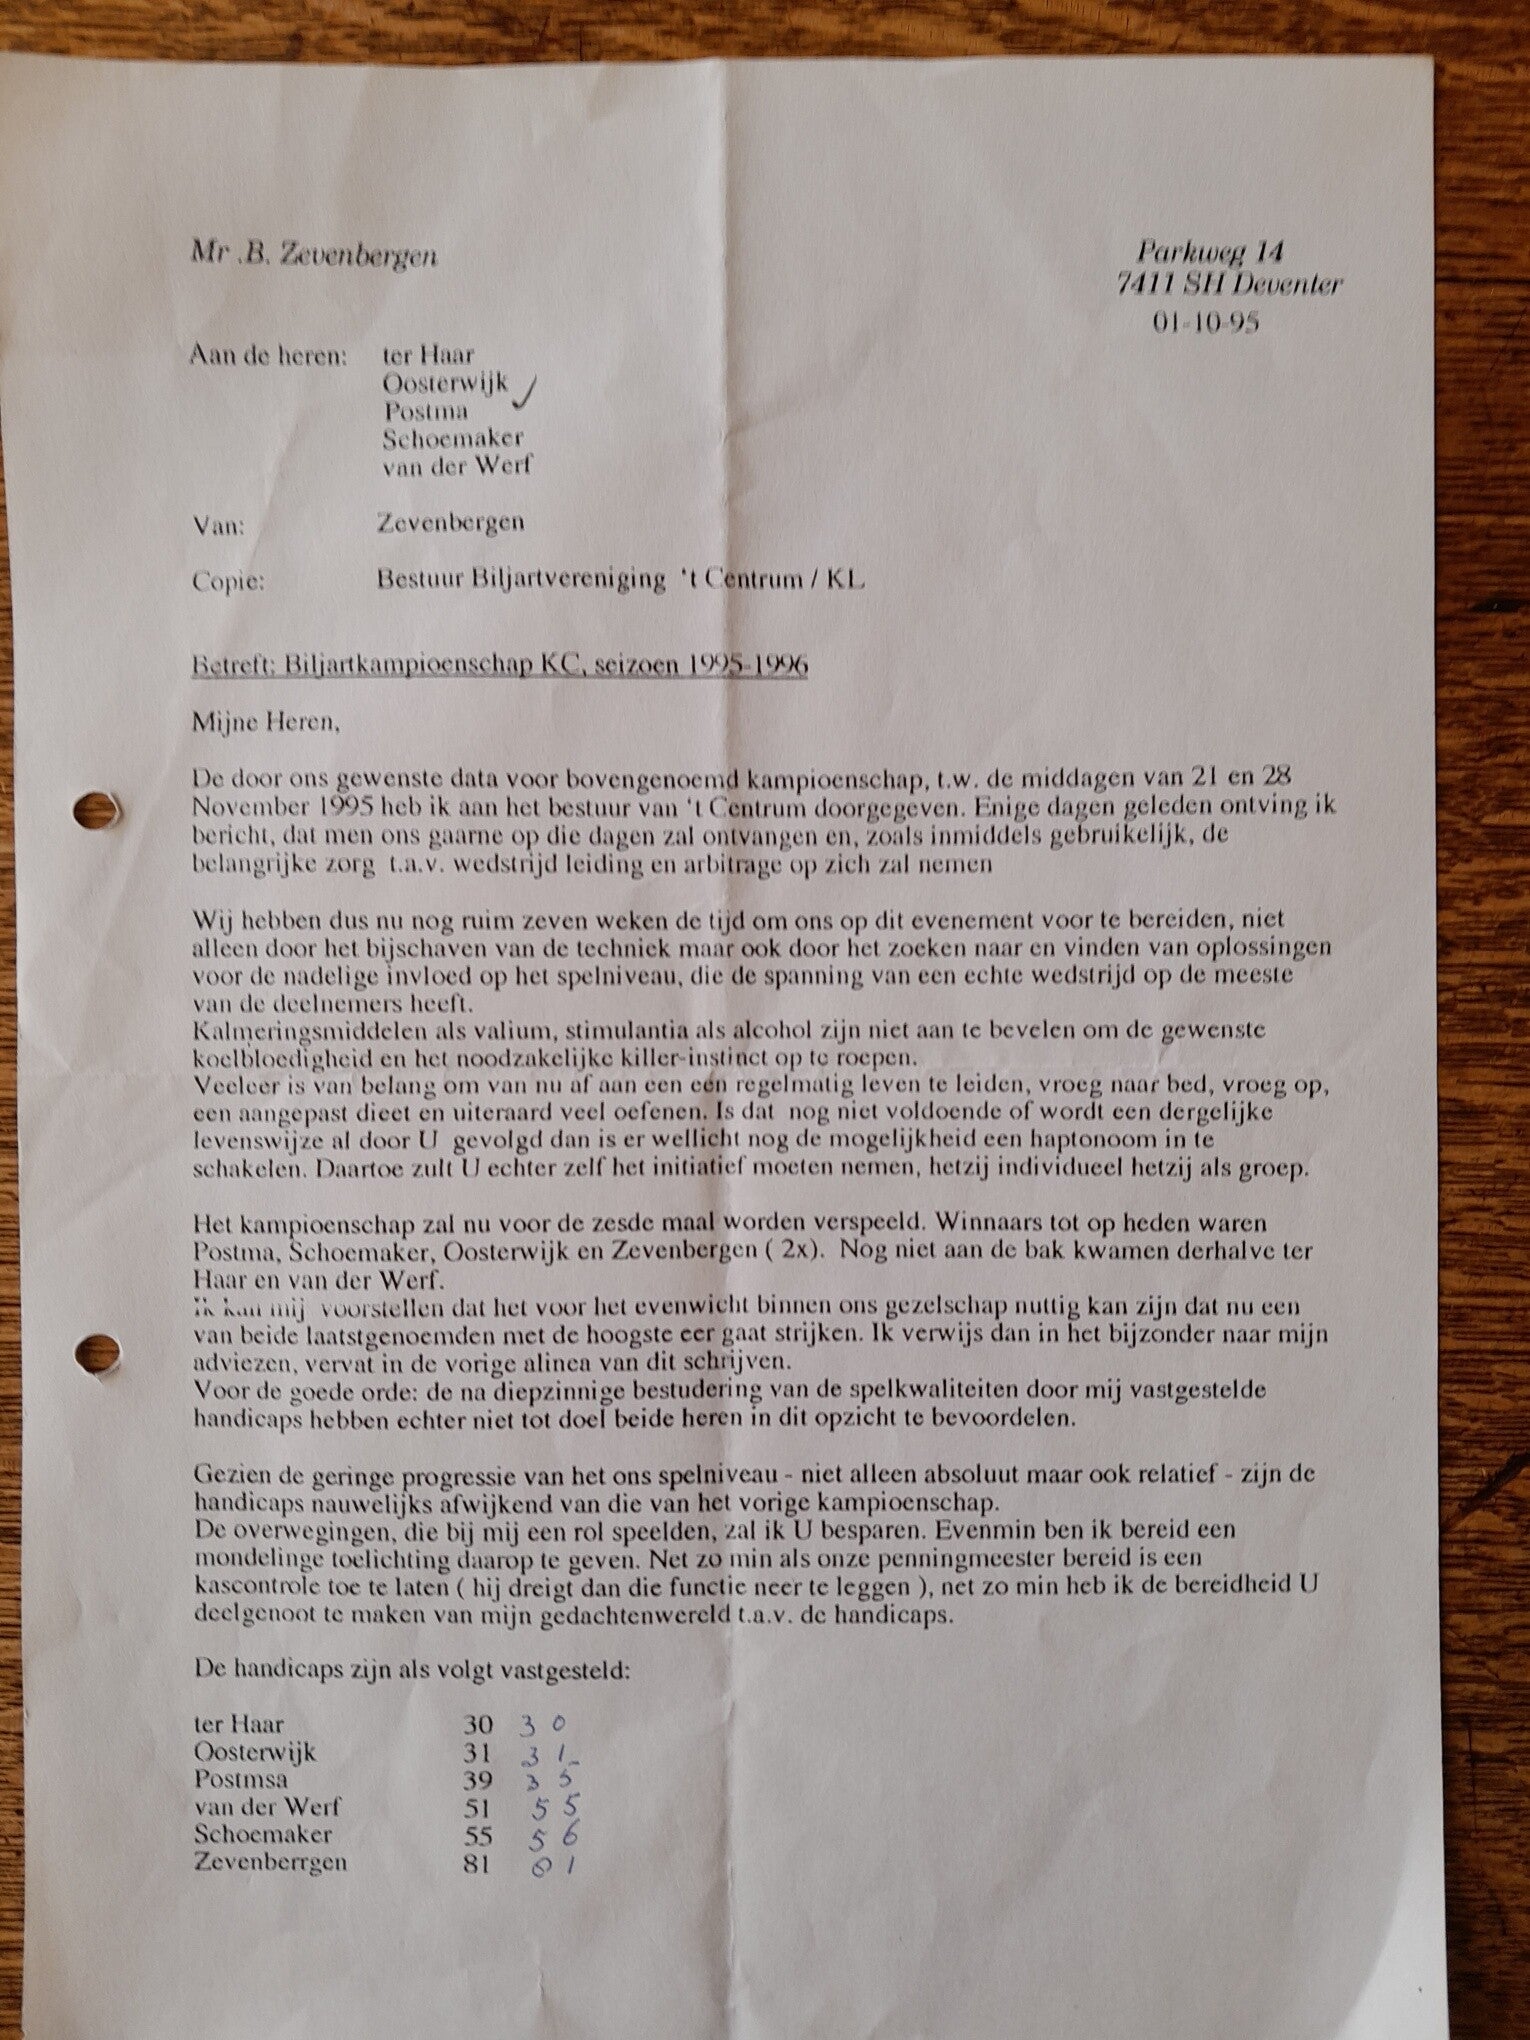 Mr .B. Zevenbergen
Parkweg 14
7411 SH Deventer
01-10-95
Aan de heren: ter Haar
Oosterwijk
Postma
Schoemaker
van der Werf
Van: Zevenbergen
Copie: Bestuur Biljartvereniging 't Centrum / KL
Betreft: Biljartkampioenschap KC, seizoen 1995-1996
Mijne Heren,
De door ons gewenste data voor bovengenoemd kampioenschap, t.w. de middagen van 21 en 28
November 1995 heb ik aan het bestuur van 't Centrum doorgegeven. Enige dagen geleden ontving ik
bericht, dat men ons gaarne op die dagen zal ontvangen en, zoals inmiddels gebruikelijk, de
belangrijke zorg t.a.v. wedstrijd leiding en arbitrage op zich zal nemen
Wij hebben dus nu nog ruim zeven weken de tijd om ons op dit evenement voor te bereiden, niet
alleen door het bijschaven van de techniek maar ook door het zoeken naar en vinden van oplossingen
voor de nadelige invloed op het spelniveau, die de spanning van een echte wedstrijd op de meeste
van de deelnemers heeft.
Kalmeringsmiddelen als valium, stimulantia als alcohol zijn niet aan te bevelen om de gewenste
koelbloedigheid en het noodzakelijke killer-instinct op te roepen.
Veeleer is van belang om van nu af aan een een regelmatig leven te leiden, vroeg naar bed, vroeg op,
een aangepast dieet en uiteraard veel oefenen. Is dat nog niet voldoende of wordt een dergelijke
levenswijze al door U gevolgd dan is er wellicht nog de mogelijkheid een haptonoom in te
schakelen. Daartoe zult U echter zelf het initiatief moeten nemen, hetzij individueel hetzij als groep.
Het kampioenschap zal nu voor de zesde maal worden verspeeld. Winnaars tot op heden waren
Postma, Schoemaker, Oosterwijk en Zevenbergen ( 2x). Nog niet aan de bak kwamen derhalve ter
Haar en van der Werf.
Ik kan mij voorstellen dat het voor het evenwicht binnen ons gezelschap nuttig kan zijn dat nu een
van beide laatstgenoemden met de hoogste eer gaat strijken. Ik verwijs dan in het bijzonder naar mijn
adviezen, vervat in de vorige alinea van dit schrijven.
Voor de goede orde: de na diepzinnige bestudering van de spelkwaliteiten door mij vastgestelde
handicaps hebben echter niet tot doel beide heren in dit opzicht te bevoordelen.
Gezien de geringe progressie van het ons spelniveau - niet alleen absoluut maar ook relatief - zijn de
handicaps nauwelijks afwijkend van die van het vorige kampioenschap.
De overwegingen, die bij mij een rol speelden, zal ik U besparen. Evenmin ben ik bereid een
mondelinge toelichting daarop te geven. Net zo min als onze penningmeester bereid is een
kascontrole toe te laten ( hij dreigt dan die functie neer te leggen ), net zo min heb ik de bereidheid U
deelgenoot te maken van mijn gedachtenwereld t.a.v. de handicaps.
De handicaps zijn als volgt vastgesteld:
ter Haar 30 30
Oosterwijk 31 31
Postmsa 39 35
van der Werf 51 55
Schoemaker 55 56
Zevenberrgen 81